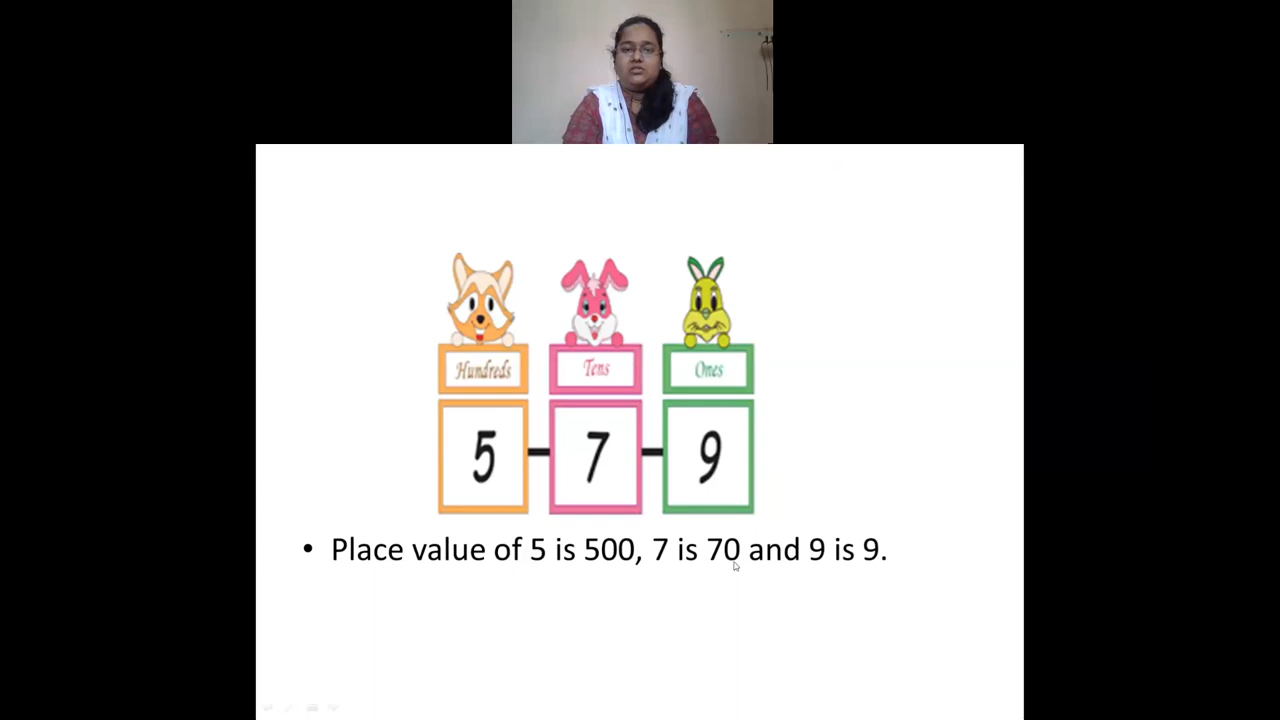 Hundreds Tens Ones
5 - 7 - 9
• Place value of 5 is 500, 7 is 70 and 9 is 9.